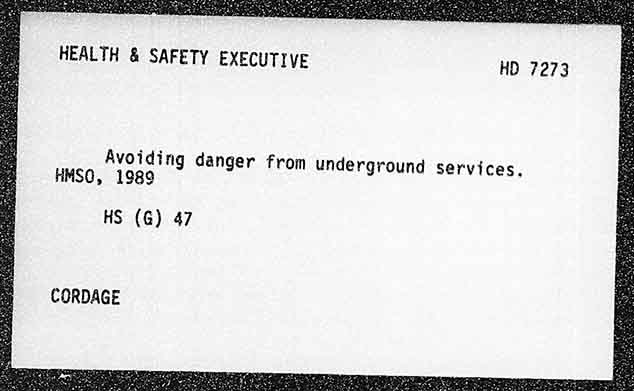 HEALTH & SAFETY EXECUTIVE HD 7273
Avoiding danger from underground services.
HMSO, 1989
HS (G) 47
CORDAGE